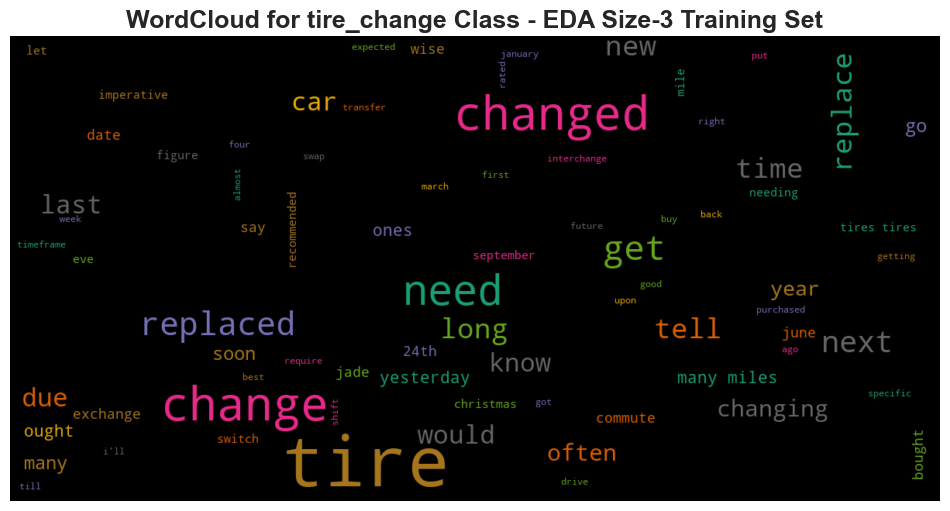 WordCloud for tire_change Class - EDA Size-3 Training Set
let
expected
wise
january
new
put
rated
mile
replace
imperative
car
transfer
changed
right
go
date
four
figure
swap
interchange
time
almost
march
first
needing
last
week
recommended
say
ones
future
buy
back
tires tires
timeframe
eve
september
get
getting
need
good
upon
year
purchased
replaced
long
tell
june
next
ago
soon
24th
know
require
best
jade
yesterday
many miles
specific
due
exchange
change
shift
christmas
got
commute
changing
ought
switch
would
i'll
many
tire
often
bought
till
drive